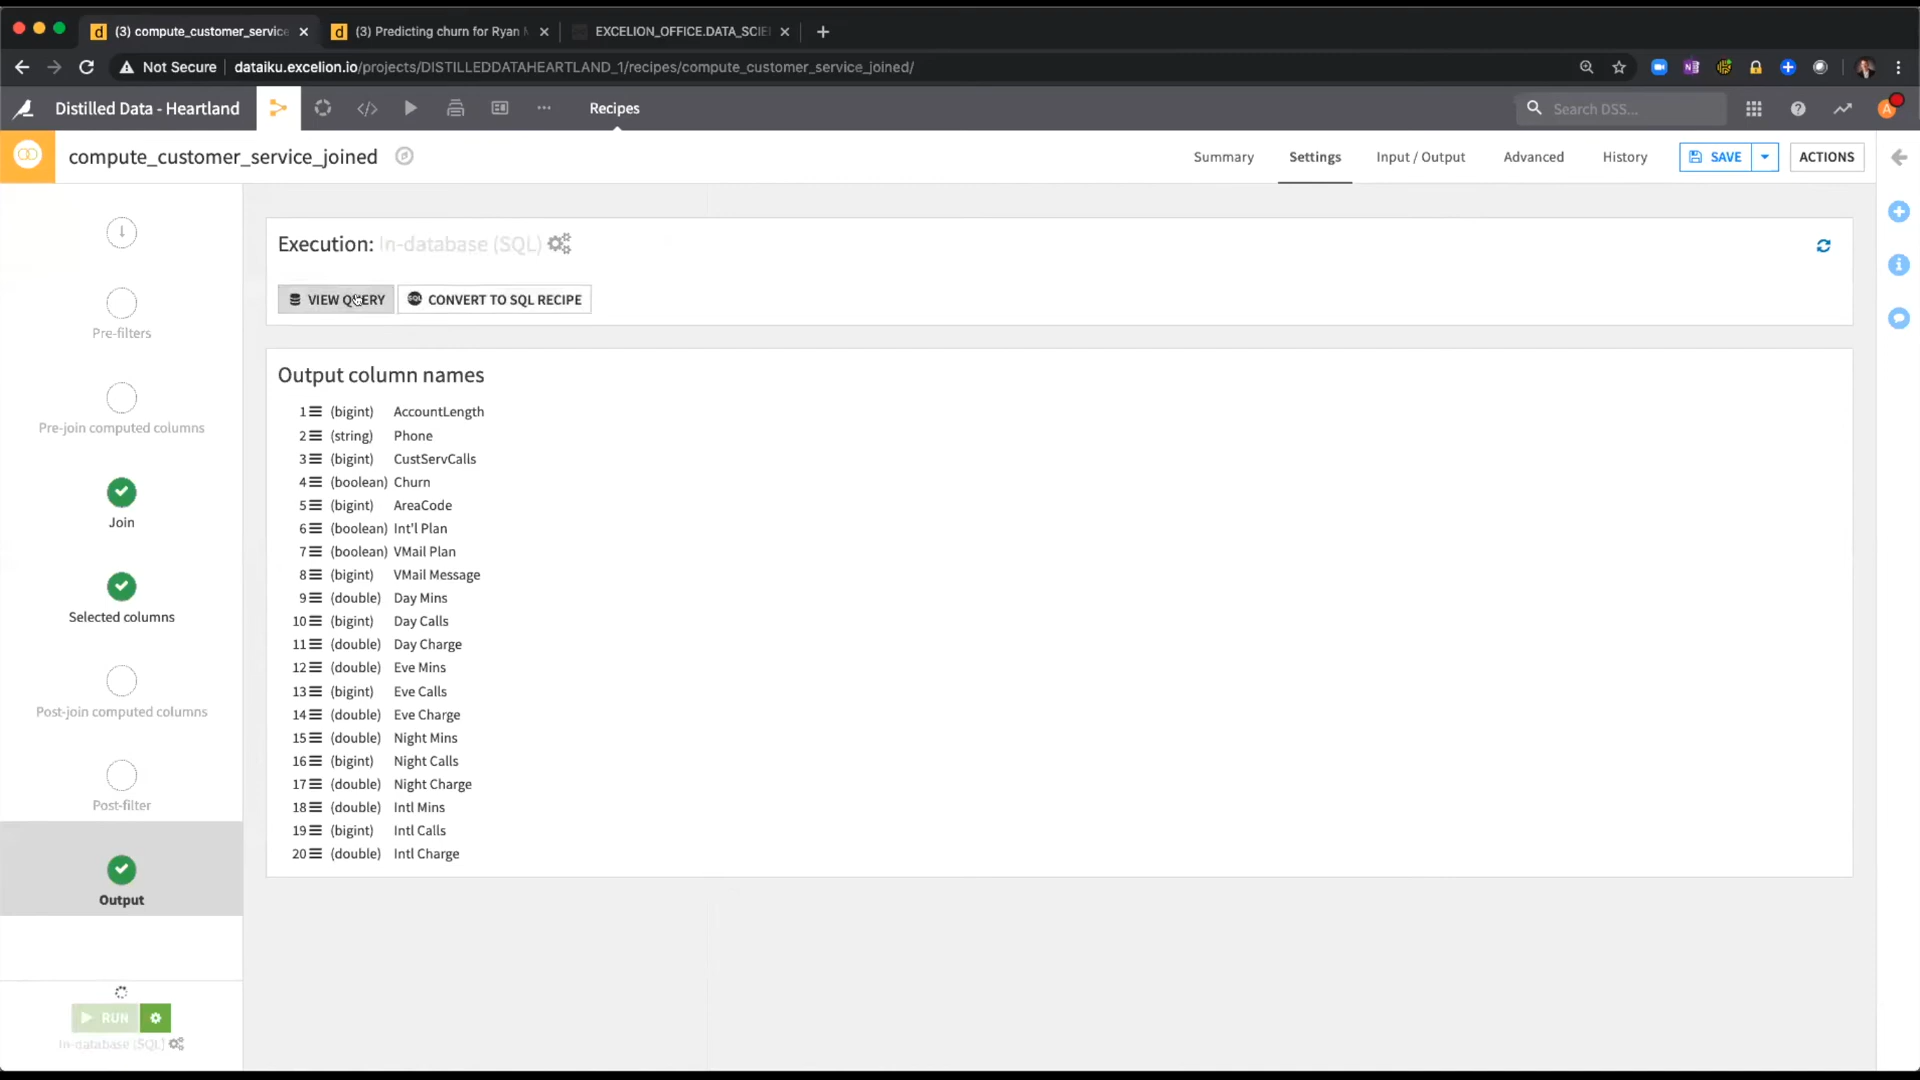 (3) compute_customer_service
(3) Predicting churn for Ryan
EXCELION_OFFICE.DATA_SCIE
Not Secure
dataiku.excelion.io/projects/DISTILLEDDATAHEARTLAND_1/recipes/compute_customer_service_joined/
Distilled Data - Heartland
Recipes
Search DSS...
A
compute_customer_service_joined
Summary
Settings
Input / Output
Advanced
History
SAVE
ACTIONS
Pre-filters
Pre-join computed columns
Join
Selected columns
Post-join computed columns
Post-filter
Output
RUN
In-database (SQL)
Execution: In-database (SQL)
VIEW QUERY
SQL CONVERT TO SQL RECIPE
Output column names
1 (bigint) AccountLength
2 (string) Phone
3 (bigint) CustServCalls
4 (boolean) Churn
5 (bigint) AreaCode
6 (boolean) Int'l Plan
7 (boolean) VMail Plan
8 (bigint) VMail Message
9 (double) Day Mins
10 (bigint) Day Calls
11 (double) Day Charge
12 (double) Eve Mins
13 (bigint) Eve Calls
14 (double) Eve Charge
15 (double) Night Mins
16 (bigint) Night Calls
17 (double) Night Charge
18 (double) Intl Mins
19 (bigint) Intl Calls
20 (double) Intl Charge